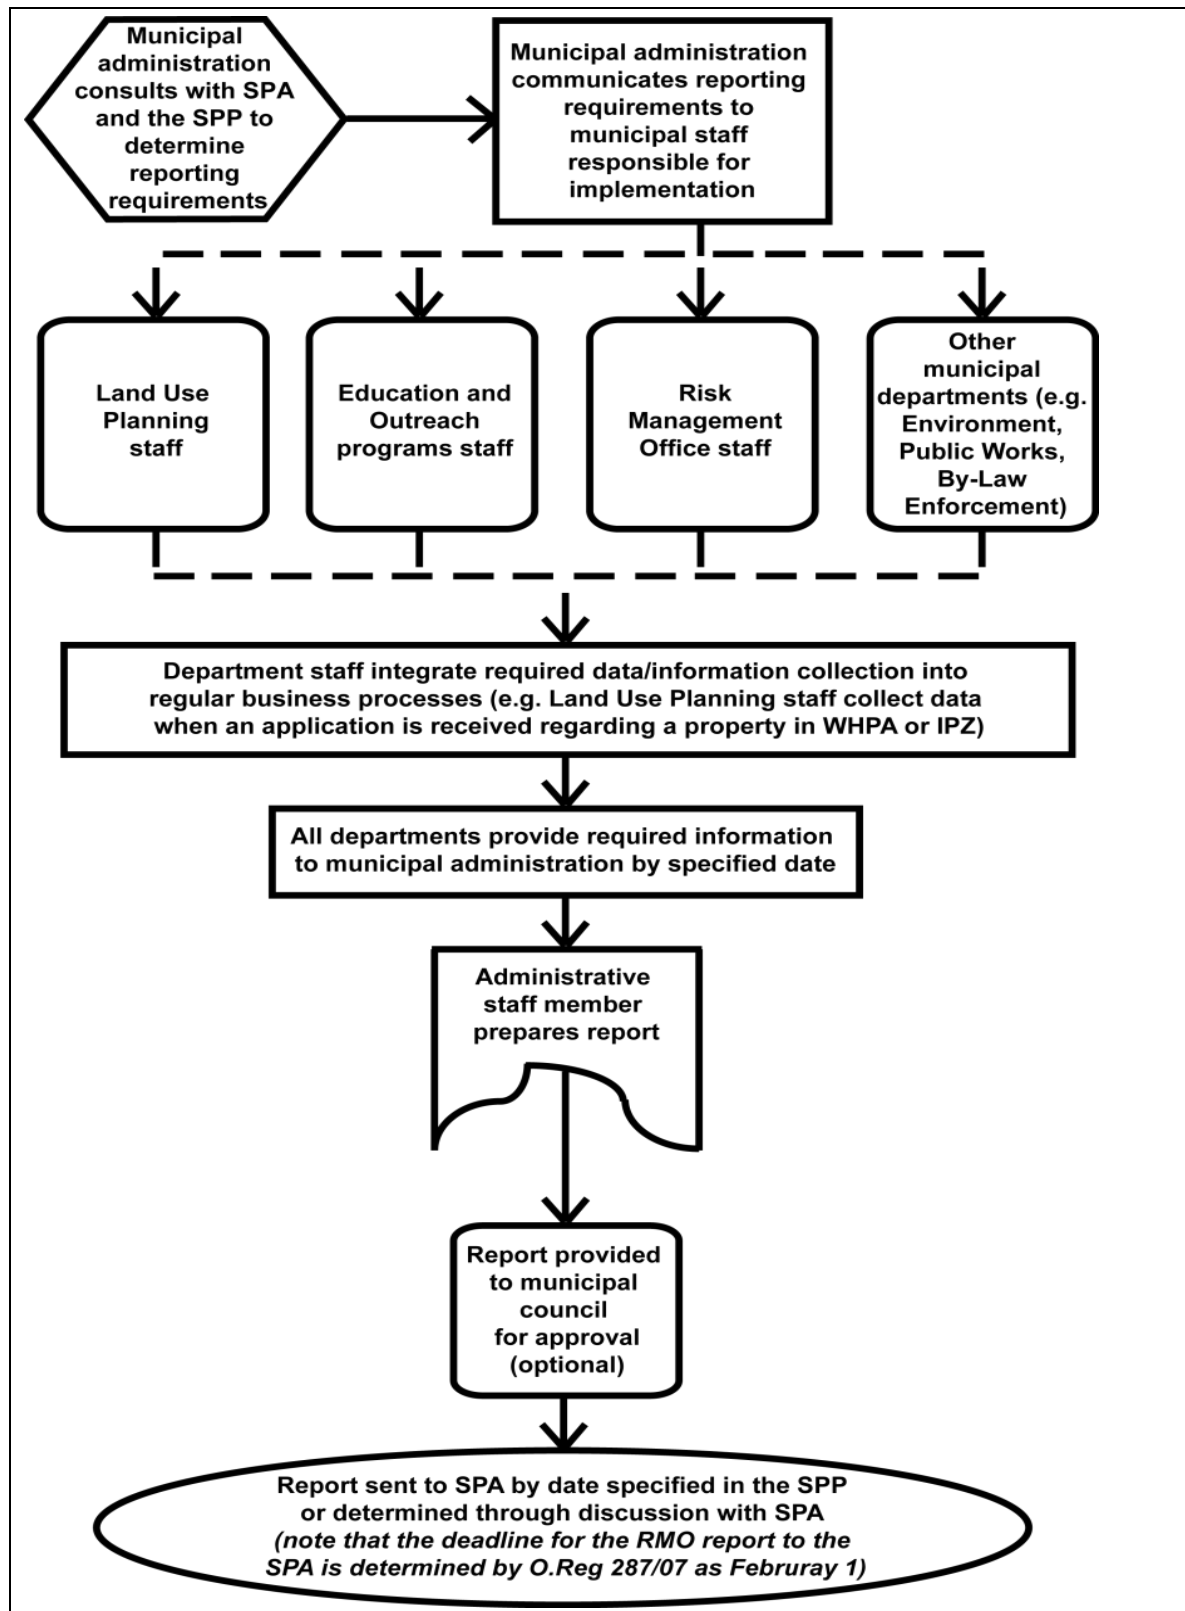 Municipal
administration
consults with SPA
and the SPP to
determine
reporting
requirements
Municipal administration
communicates reporting
requirements to
municipal staff
responsible for
implementation
Land Use
Planning
staff
Education and
Outreach
programs staff
Risk
Management
Office staff
Other
municipal
departments (e.g.
Environment,
Public Works,
By-Law
Enforcement)
Department staff integrate required data/information collection into
regular business processes (e.g. Land Use Planning staff collect data
when an application is received regarding a property in WHPA or IPZ)
All departments provide required information
to municipal administration by specified date
Administrative
staff member
prepares report
Report provided
to municipal
council
for approval
(optional)
Report sent to SPA by date specified in the SPP
or determined through discussion with SPA
(note that the deadline for the RMO report to the
SPA is determined by O.Reg 287/07 as Februray 1)